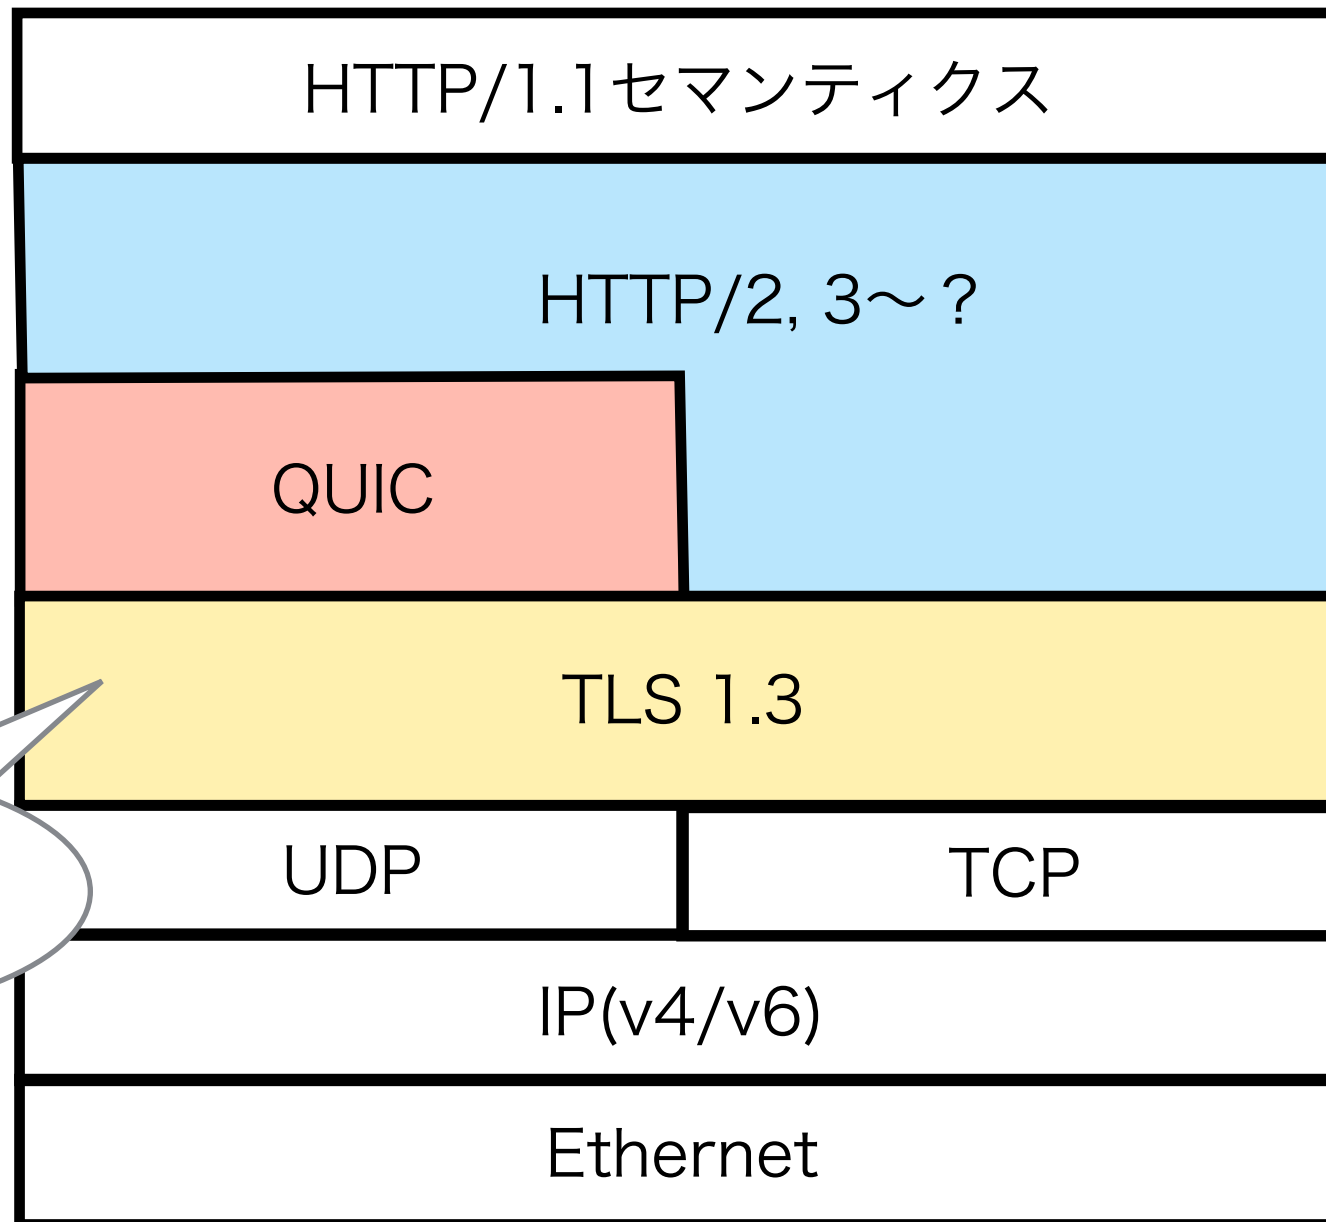 HTTP/1.1セマンティクス
HTTP/2, 3〜？
QUIC
TLS 1.3
UDP
TCP
IP(v4/v6)
Ethernet